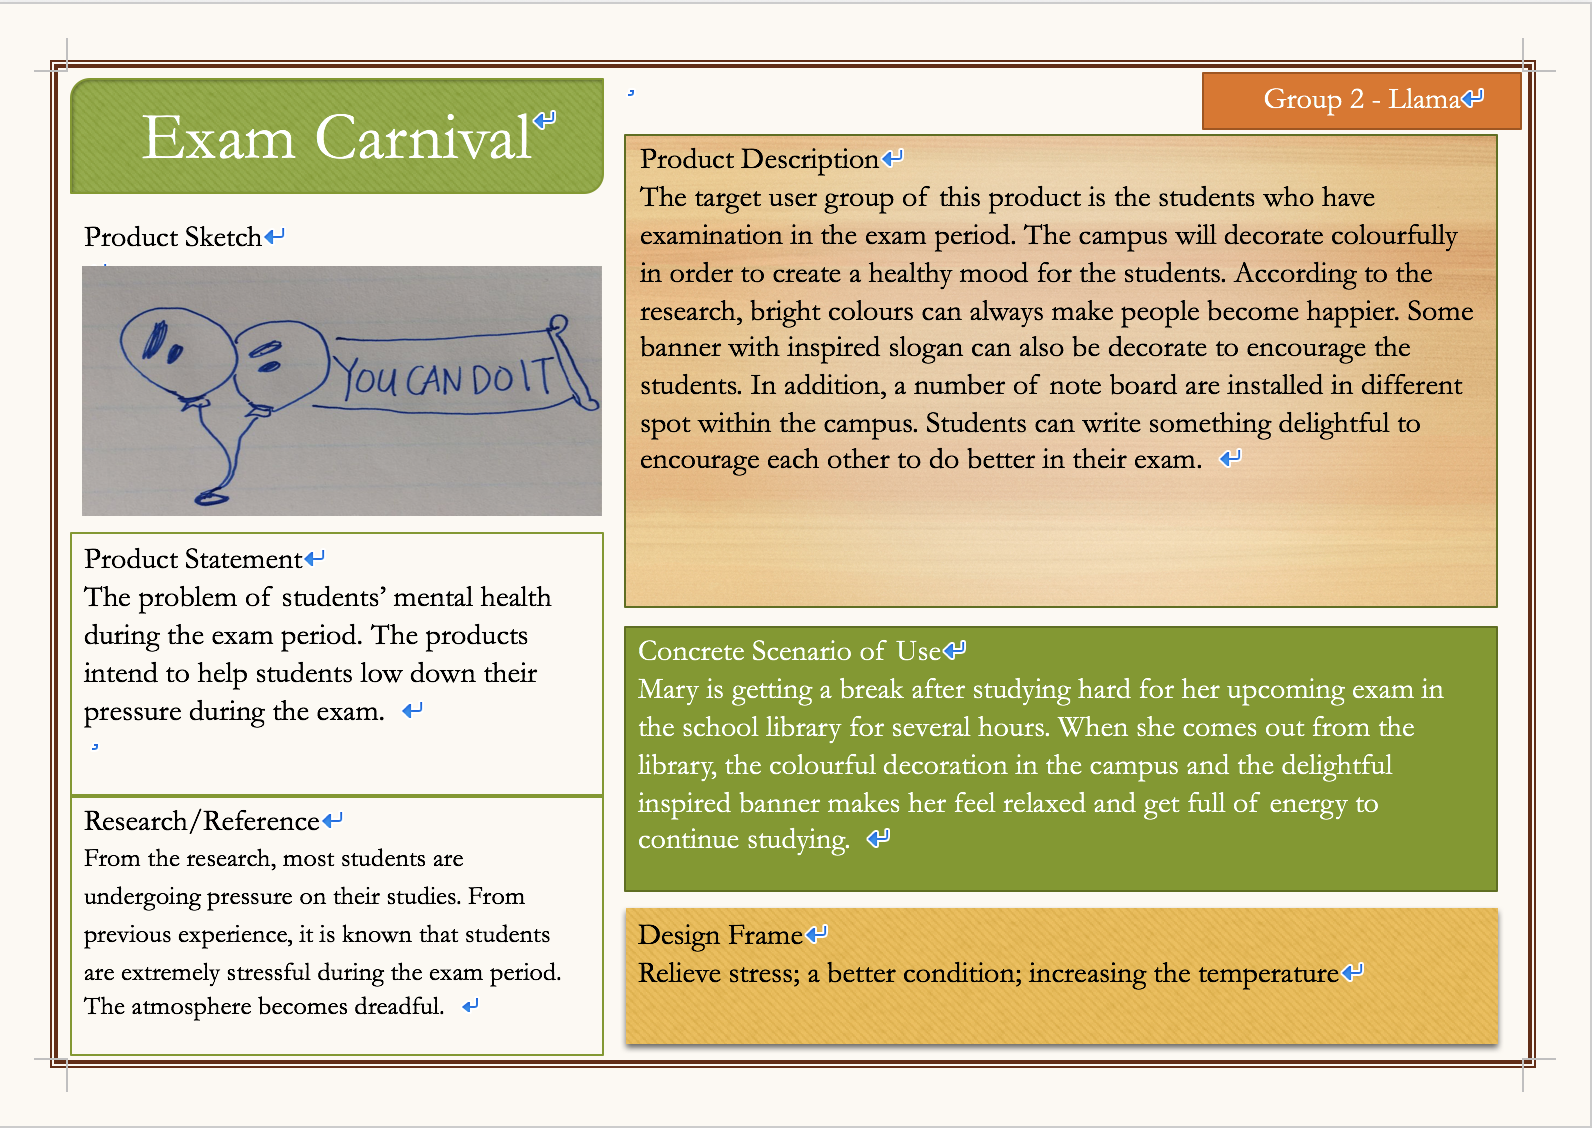 Exam Carnival
Group 2 - Llama
Product Sketch
YOU CAN DO IT
Product Statement
The problem of students’ mental health
during the exam period. The products
intend to help students low down their
pressure during the exam.
Research/Reference
From the research, most students are
undergoing pressure on their studies. From
previous experience, it is known that students
are extremely stressful during the exam period.
The atmosphere becomes dreadful.
Product Description
The target user group of this product is the students who have
examination in the exam period. The campus will decorate colourfully
in order to create a healthy mood for the students. According to the
research, bright colours can always make people become happier. Some
banner with inspired slogan can also be decorate to encourage the
students. In addition, a number of note board are installed in different
spot within the campus. Students can write something delightful to
encourage each other to do better in their exam.
Concrete Scenario of Use
Mary is getting a break after studying hard for her upcoming exam in
the school library for several hours. When she comes out from the
library, the colourful decoration in the campus and the delightful
inspired banner makes her feel relaxed and get full of energy to
continue studying.
Design Frame
Relieve stress; a better condition; increasing the temperature